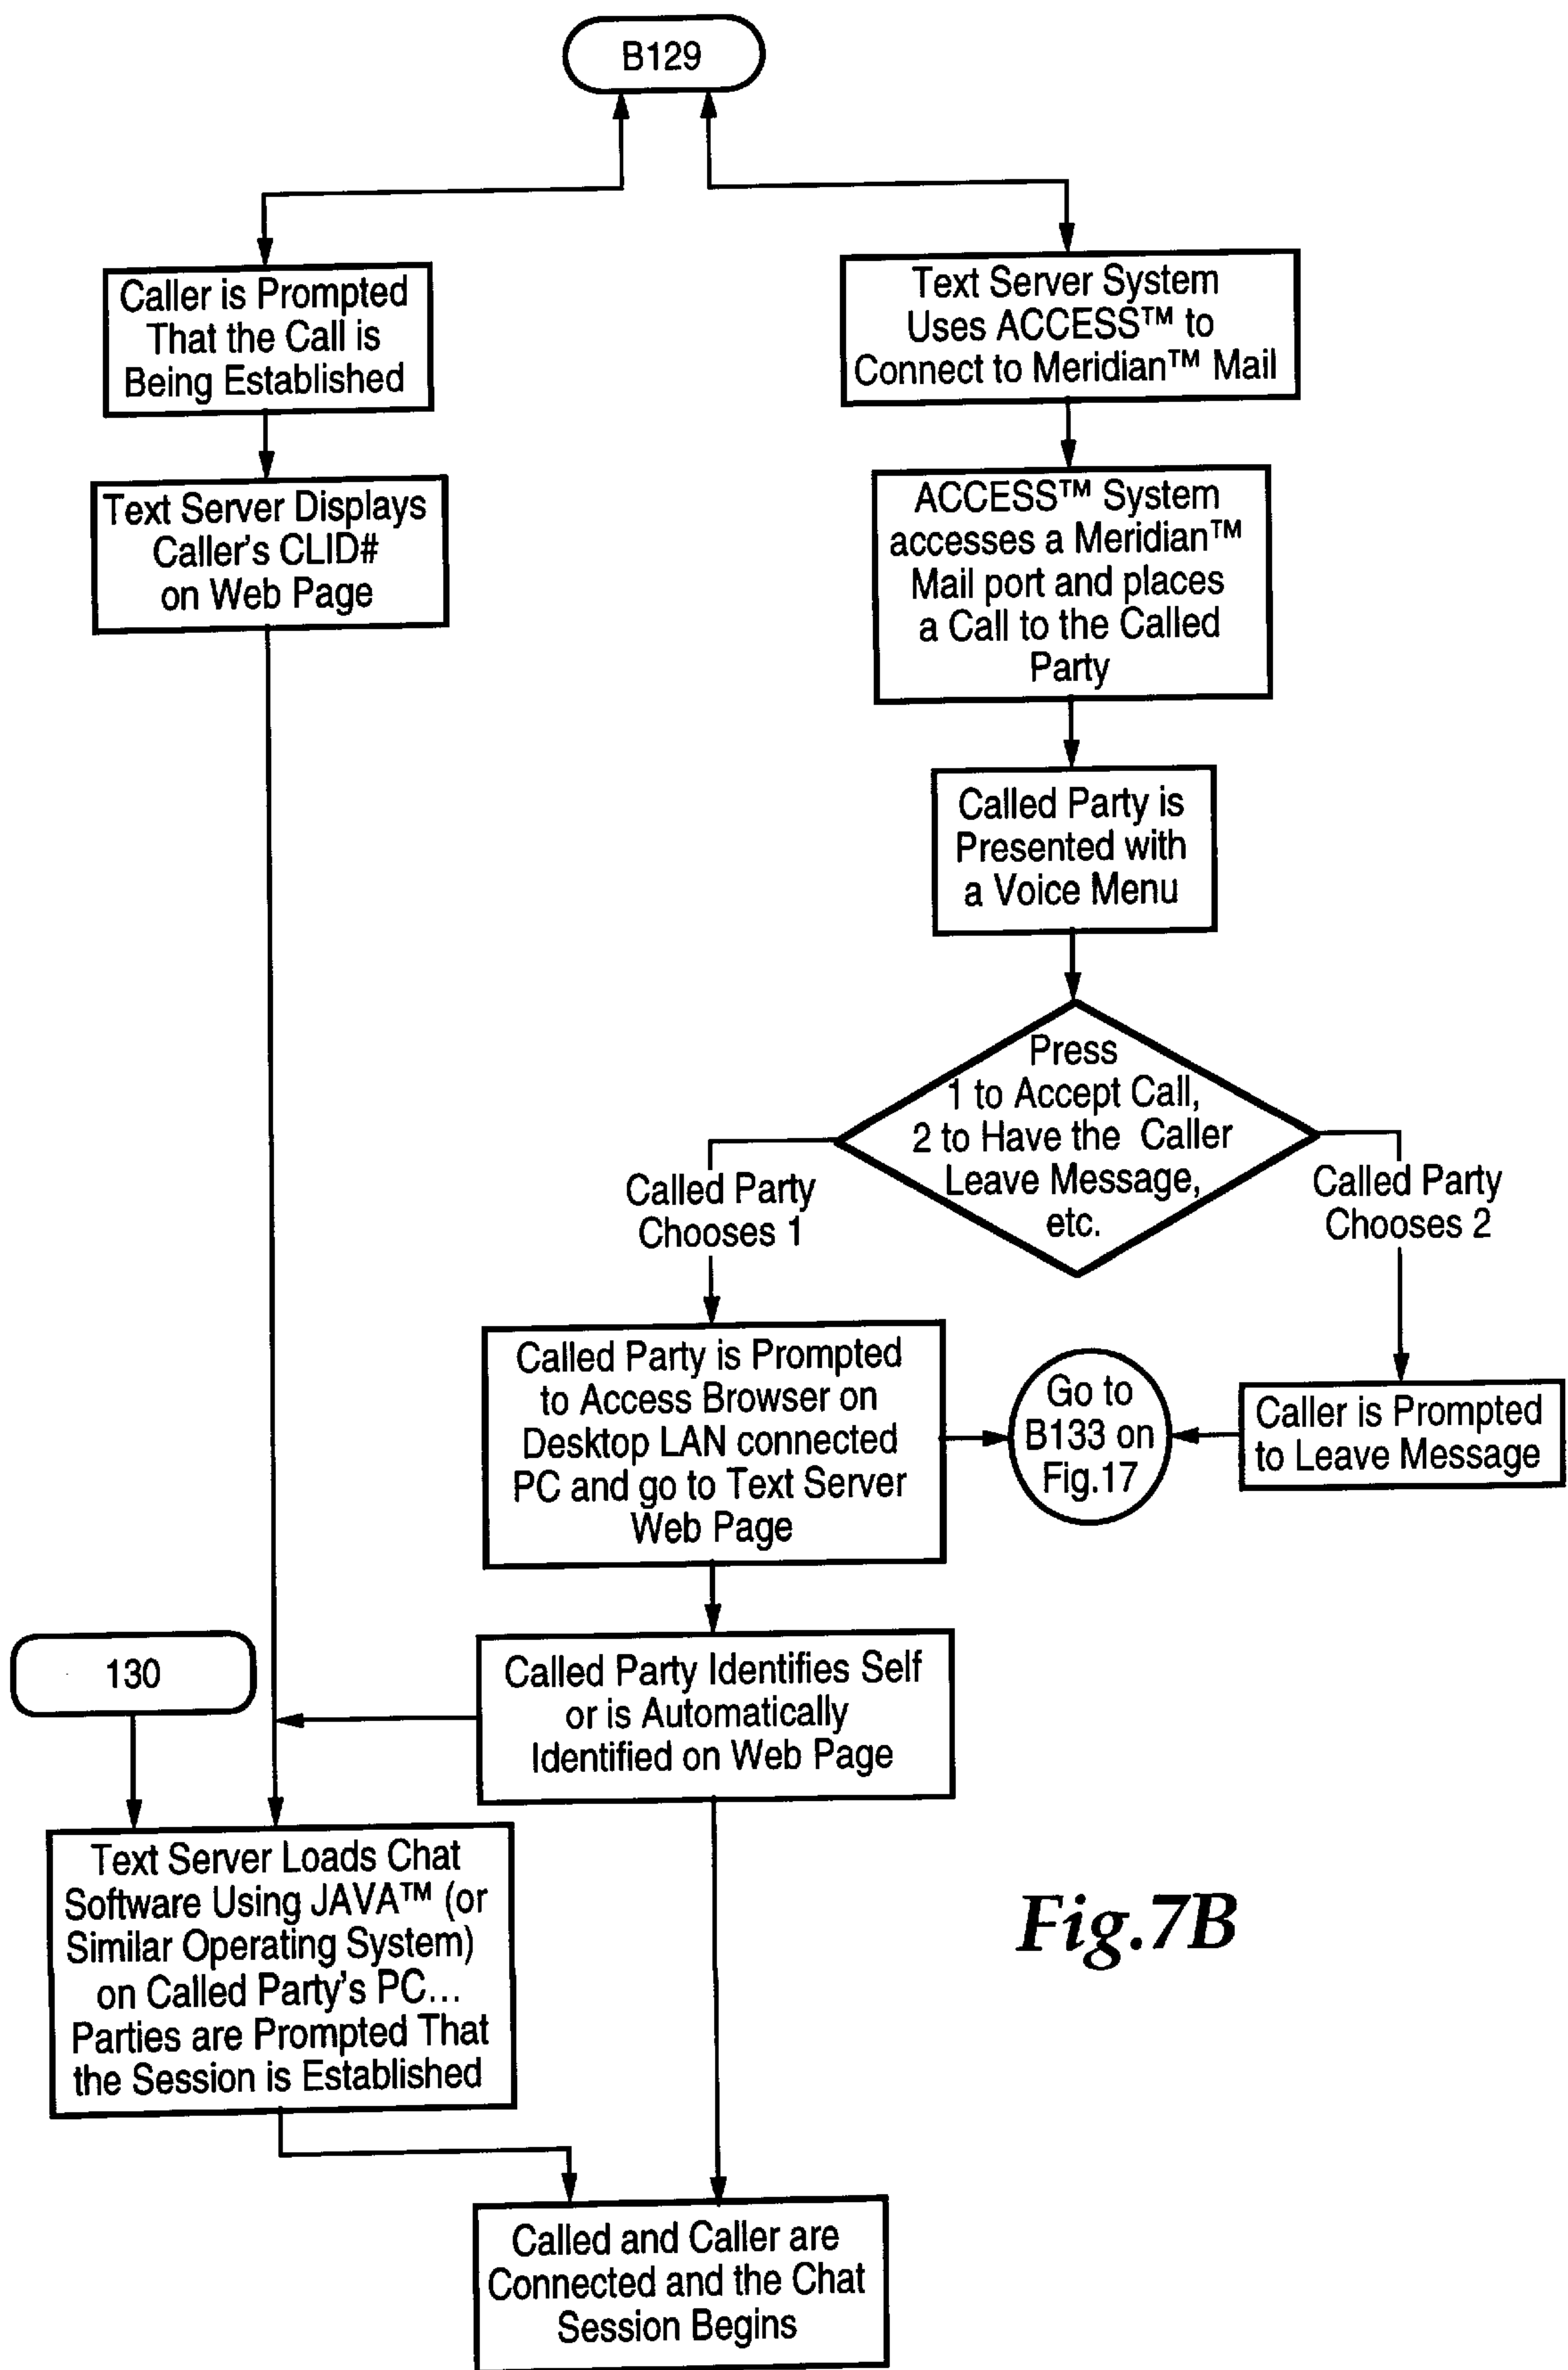 B129
Caller is Prompted
That the Call is
Being Established
Text Server System
Uses ACCESS™ to
Connect to Meridian™ Mail
Text Server Displays
Caller's CLID#
on Web Page
ACCESS™ System
accesses a Meridian™
Mail port and places
a Call to the Called
Party
Called Party is
Presented with
a Voice Menu
Press
1 to Accept Call,
2 to Have the Caller
Leave Message,
etc.
Called Party
Chooses 1
Called Party
Chooses 2
Called Party is Prompted
to Access Browser on
Desktop LAN connected
PC and go to Text Server
Web Page
Go to
B133 on
Fig.17
Caller is Prompted
to Leave Message
130
Called Party Identifies Self
or is Automatically
Identified on Web Page
Text Server Loads Chat
Software Using JAVA™ (or
Similar Operating System)
on Called Party's PC...
Parties are Prompted That
the Session is Established
Fig.7B
Called and Caller are
Connected and the Chat
Session Begins